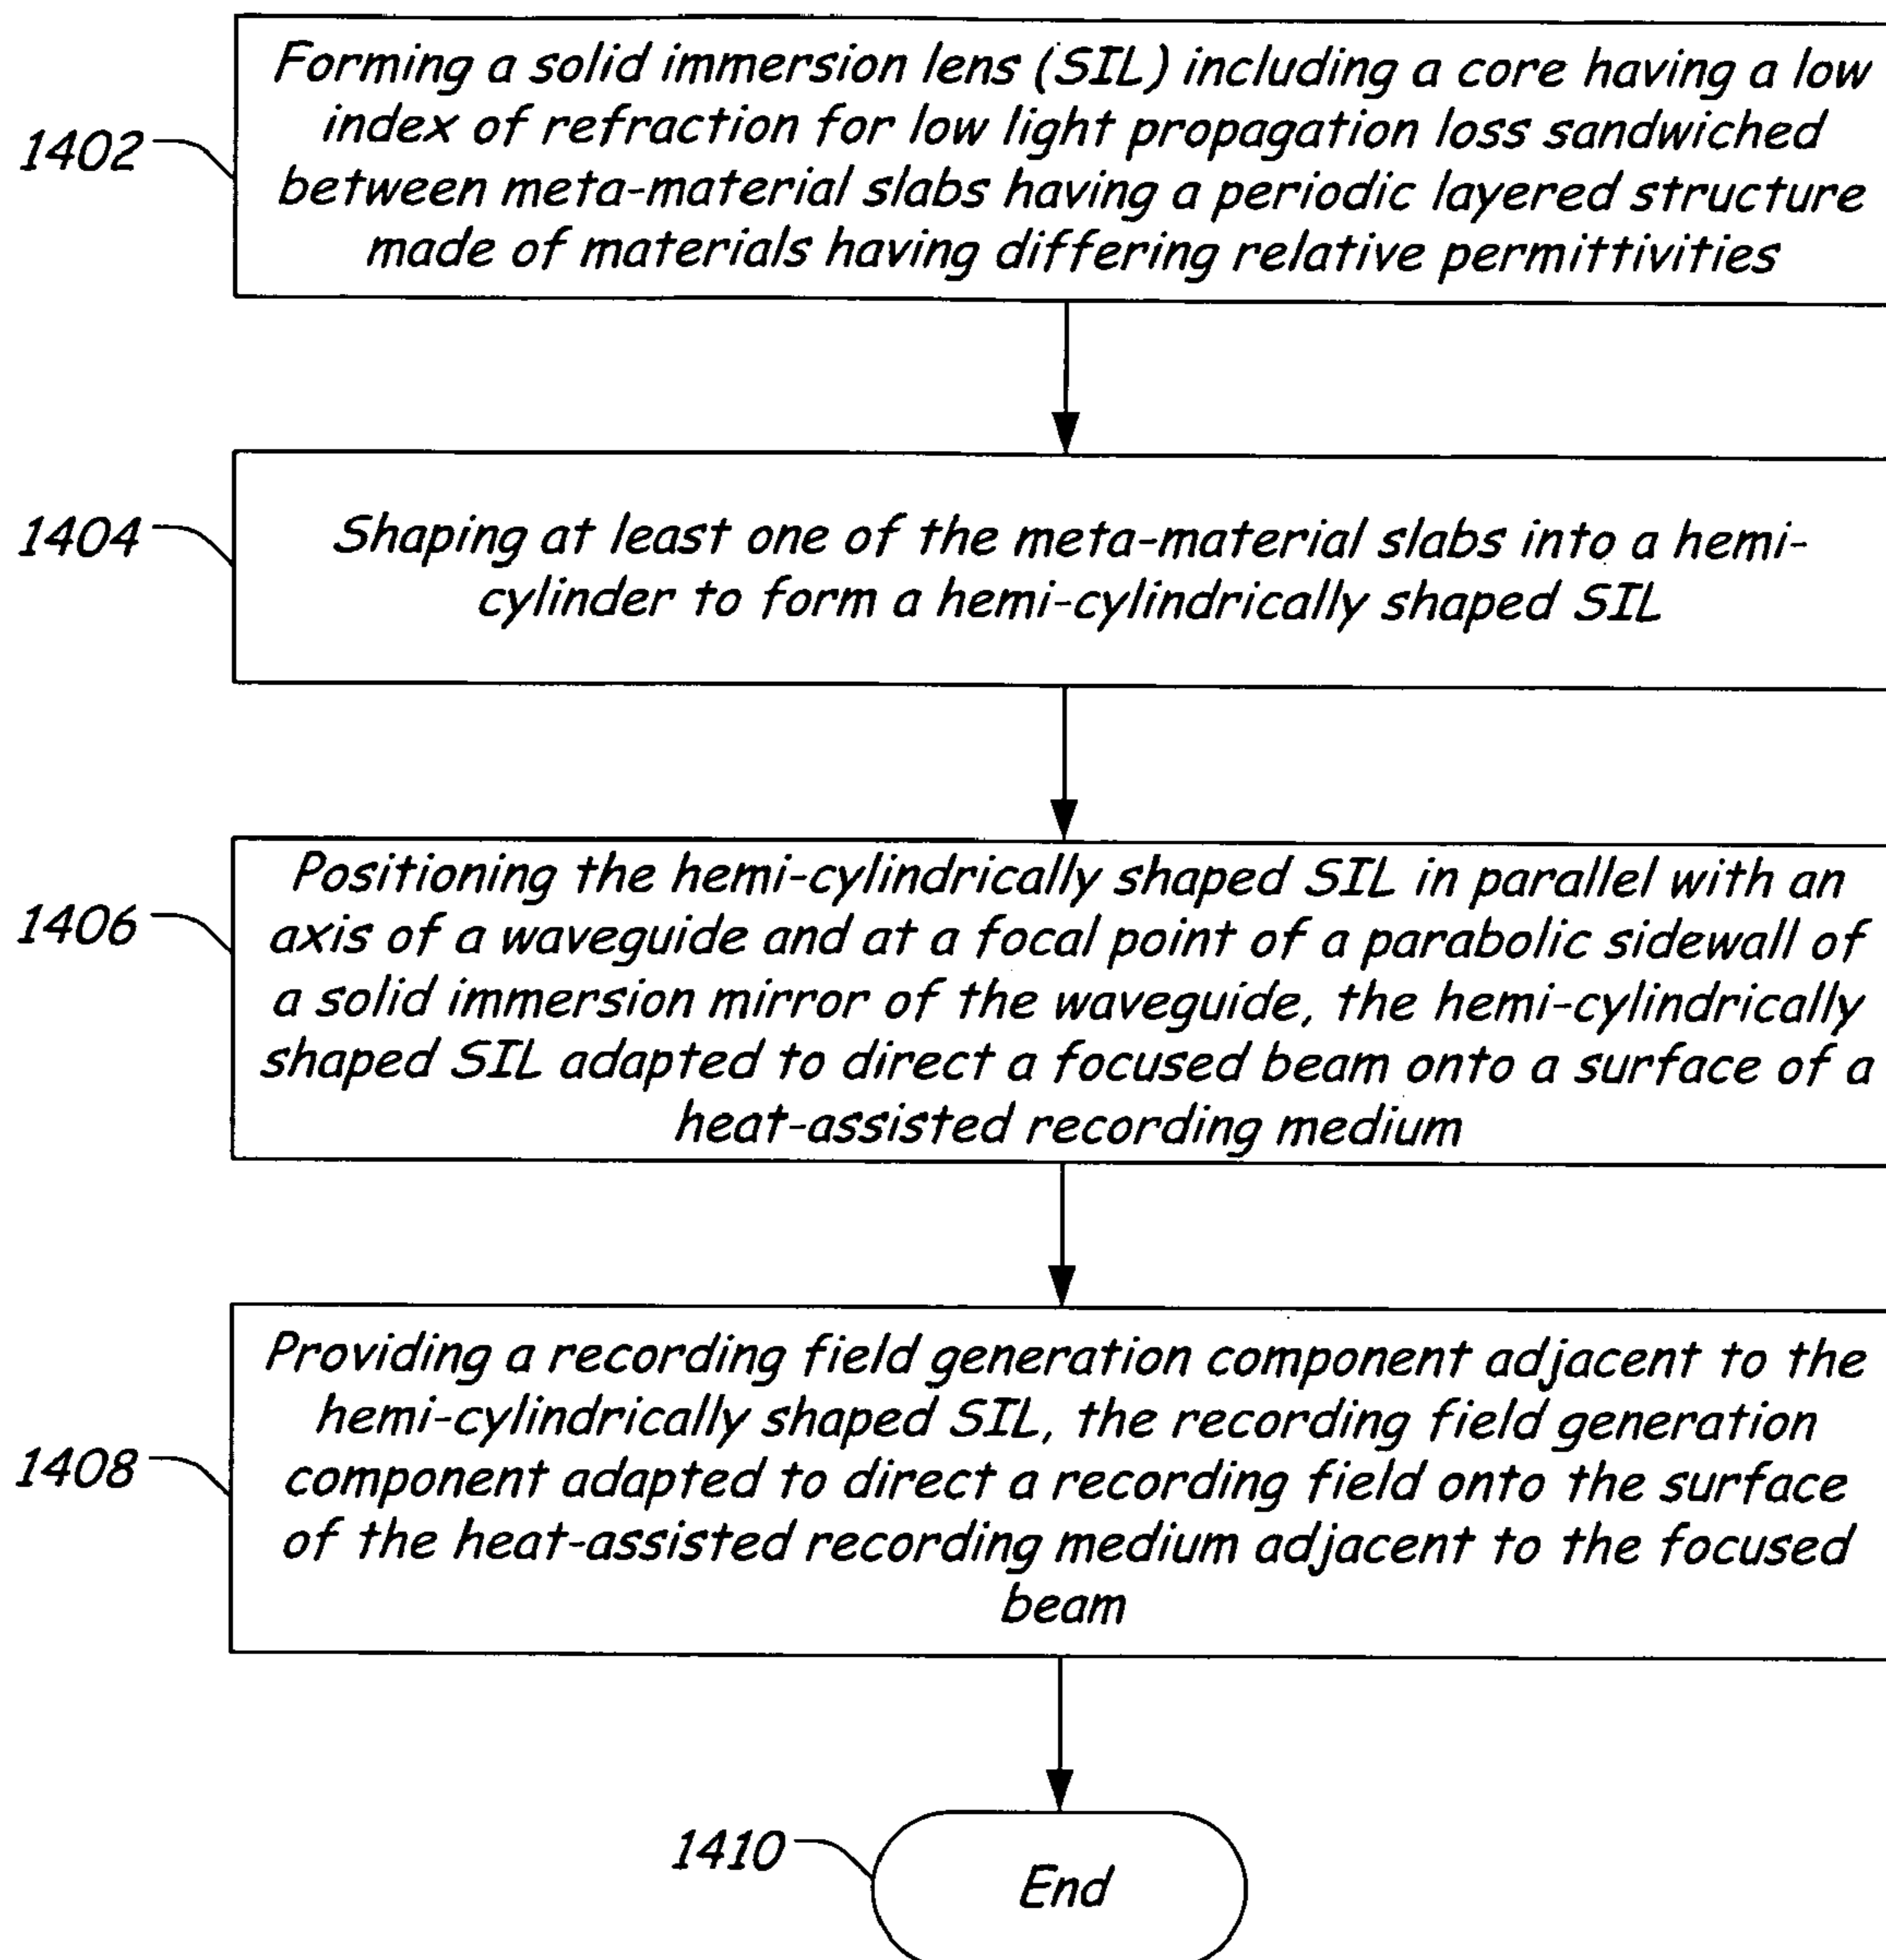 Forming a solid immersion lens (SIL) including a core having a low
index of refraction for low light propagation loss sandwiched
between meta-material slabs having a periodic layered structure
made of materials having differing relative permittivities
1402
Shaping at least one of the meta-material slabs into a hemi-
cylinder to form a hemi-cylindrically shaped SIL
1404
Positioning the hemi-cylindrically shaped SIL in parallel with an
axis of a waveguide and at a focal point of a parabolic sidewall of
a solid immersion mirror of the waveguide, the hemi-cylindrically
shaped SIL adapted to direct a focused beam onto a surface of a
heat-assisted recording medium
1406
Providing a recording field generation component adjacent to the
hemi-cylindrically shaped SIL, the recording field generation
component adapted to direct a recording field onto the surface
of the heat-assisted recording medium adjacent to the focused
beam
1408
1410
End